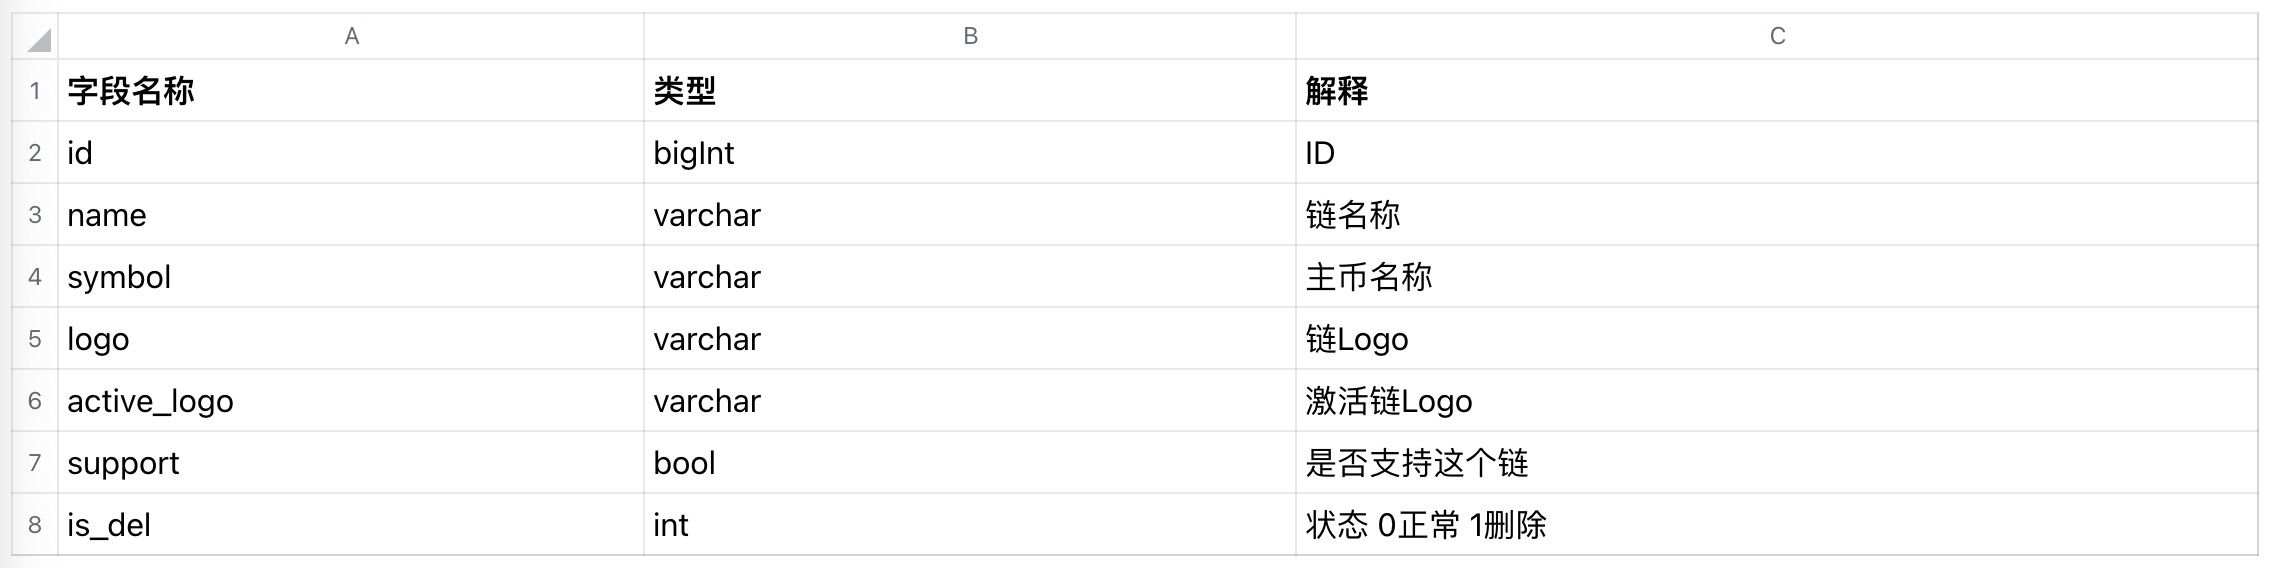 A B C
1 字段名称 类型 解释
2 id bigInt ID
3 name varchar 链名称
4 symbol varchar 主币名称
5 logo varchar 链Logo
6 active_logo varchar 激活链Logo
7 support bool 是否支持这个链
8 is_del int 状态 0正常 1删除